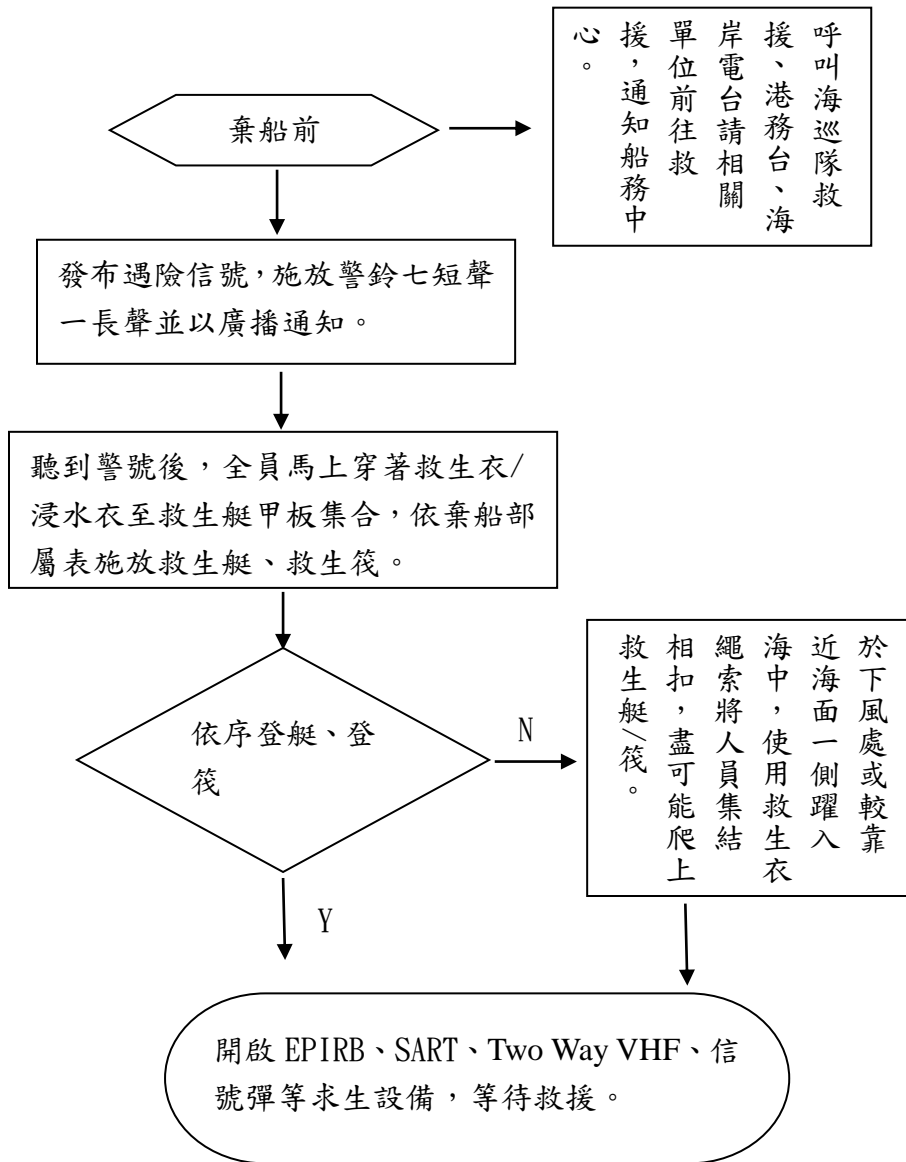 棄船前
呼叫海巡隊救
援、港務台、海
岸電台請相關
單位前往救
援，通知船務中
心。
發布遇險信號，施放警鈴七短聲
一長聲並以廣播通知。
聽到警號後，全員馬上穿著救生衣/
浸水衣至救生艇甲板集合，依棄船部
屬表施放救生艇、救生筏。
依序登艇、登
筏
N
於下風處或較靠
近海面一側躍入
海中，使用救生衣
繩索將人員集結
相扣，盡可能爬上
救生艇/筏。
Y
開啟 EPIRB、SART、Two Way VHF、信
號彈等求生設備，等待救援。